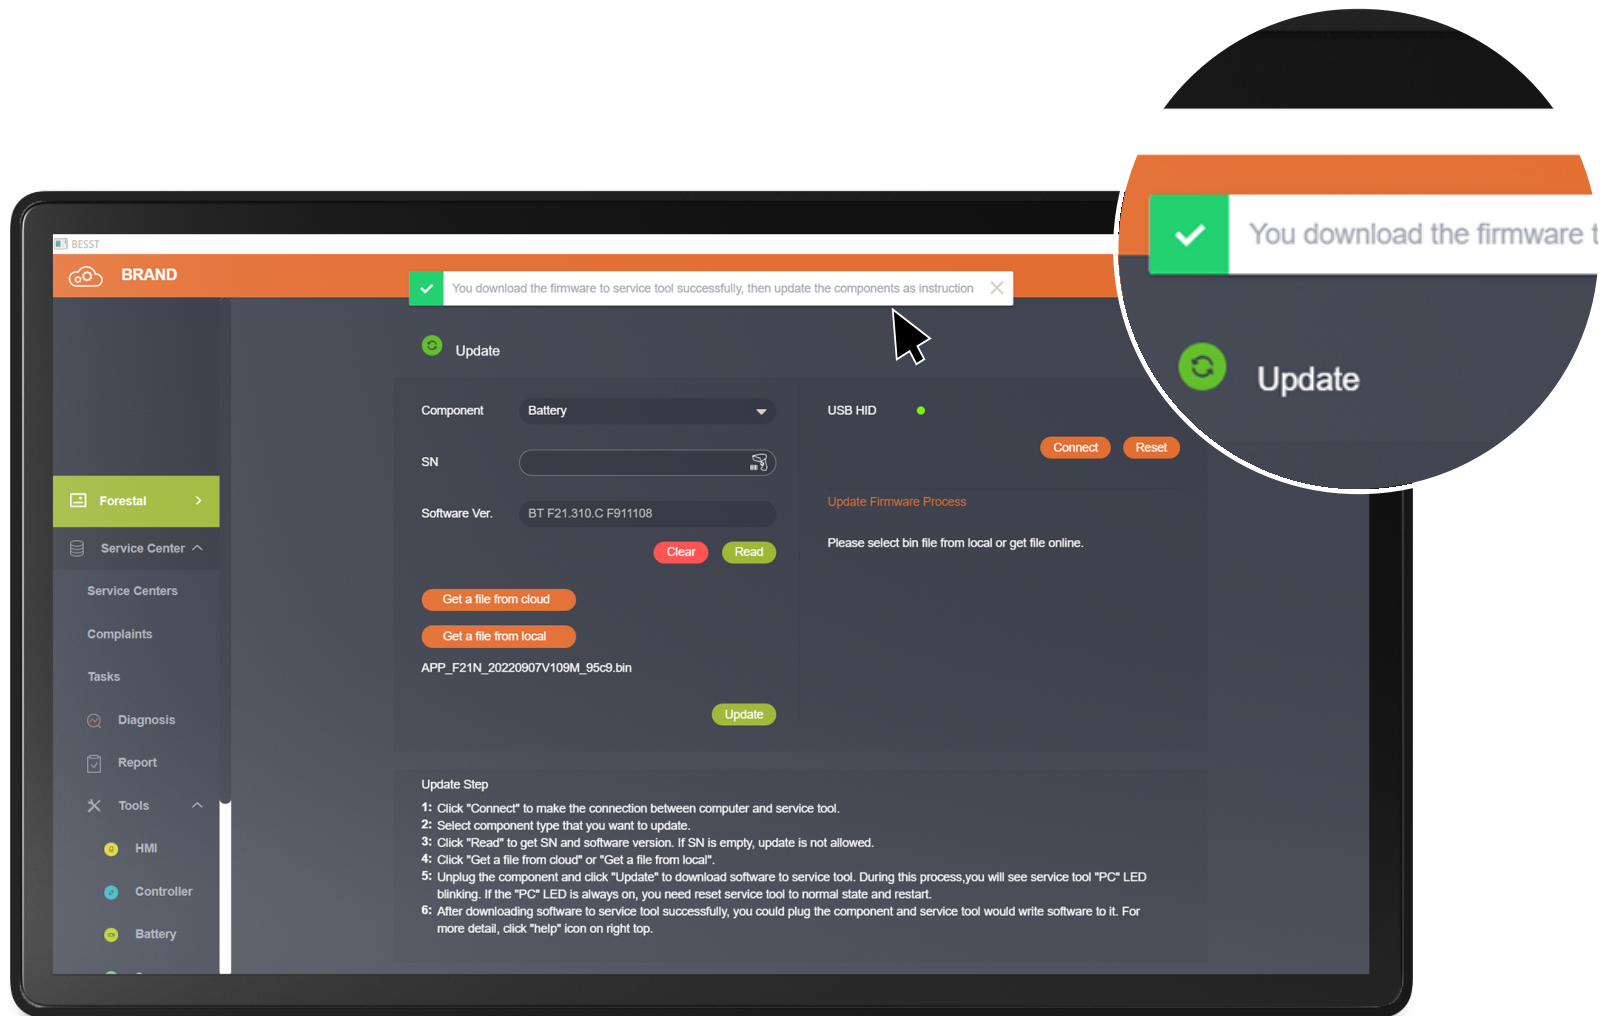 BESST
BRAND
You download the firmware to service tool successfully, then update the components as instruction
You download the firmware t
Update
Update
Component
Battery
USB HID
Connect
Reset
SN
Software Ver.
BT F21.310.C F911108
Clear
Read
Update Firmware Process
Please select bin file from local or get file online.
Get a file from cloud
Get a file from local
APP_F21N_20220907V109M_95c9.bin
Update
Forestal
Service Center
Service Centers
Complaints
Tasks
Diagnosis
Report
Tools
HMI
Controller
Battery
Update Step
1: Click "Connect" to make the connection between computer and service tool.
2: Select component type that you want to update.
3: Click "Read" to get SN and software version. If SN is empty, update is not allowed.
4: Click "Get a file from cloud" or "Get a file from local".
5: Unplug the component and click "Update" to download software to service tool. During this process,you will see service tool "PC" LED
blinking. If the "PC" LED is always on, you need reset service tool to normal state and restart.
6: After downloading software to service tool successfully, you could plug the component and service tool would write software to it. For
more detail, click "help" icon on right top.